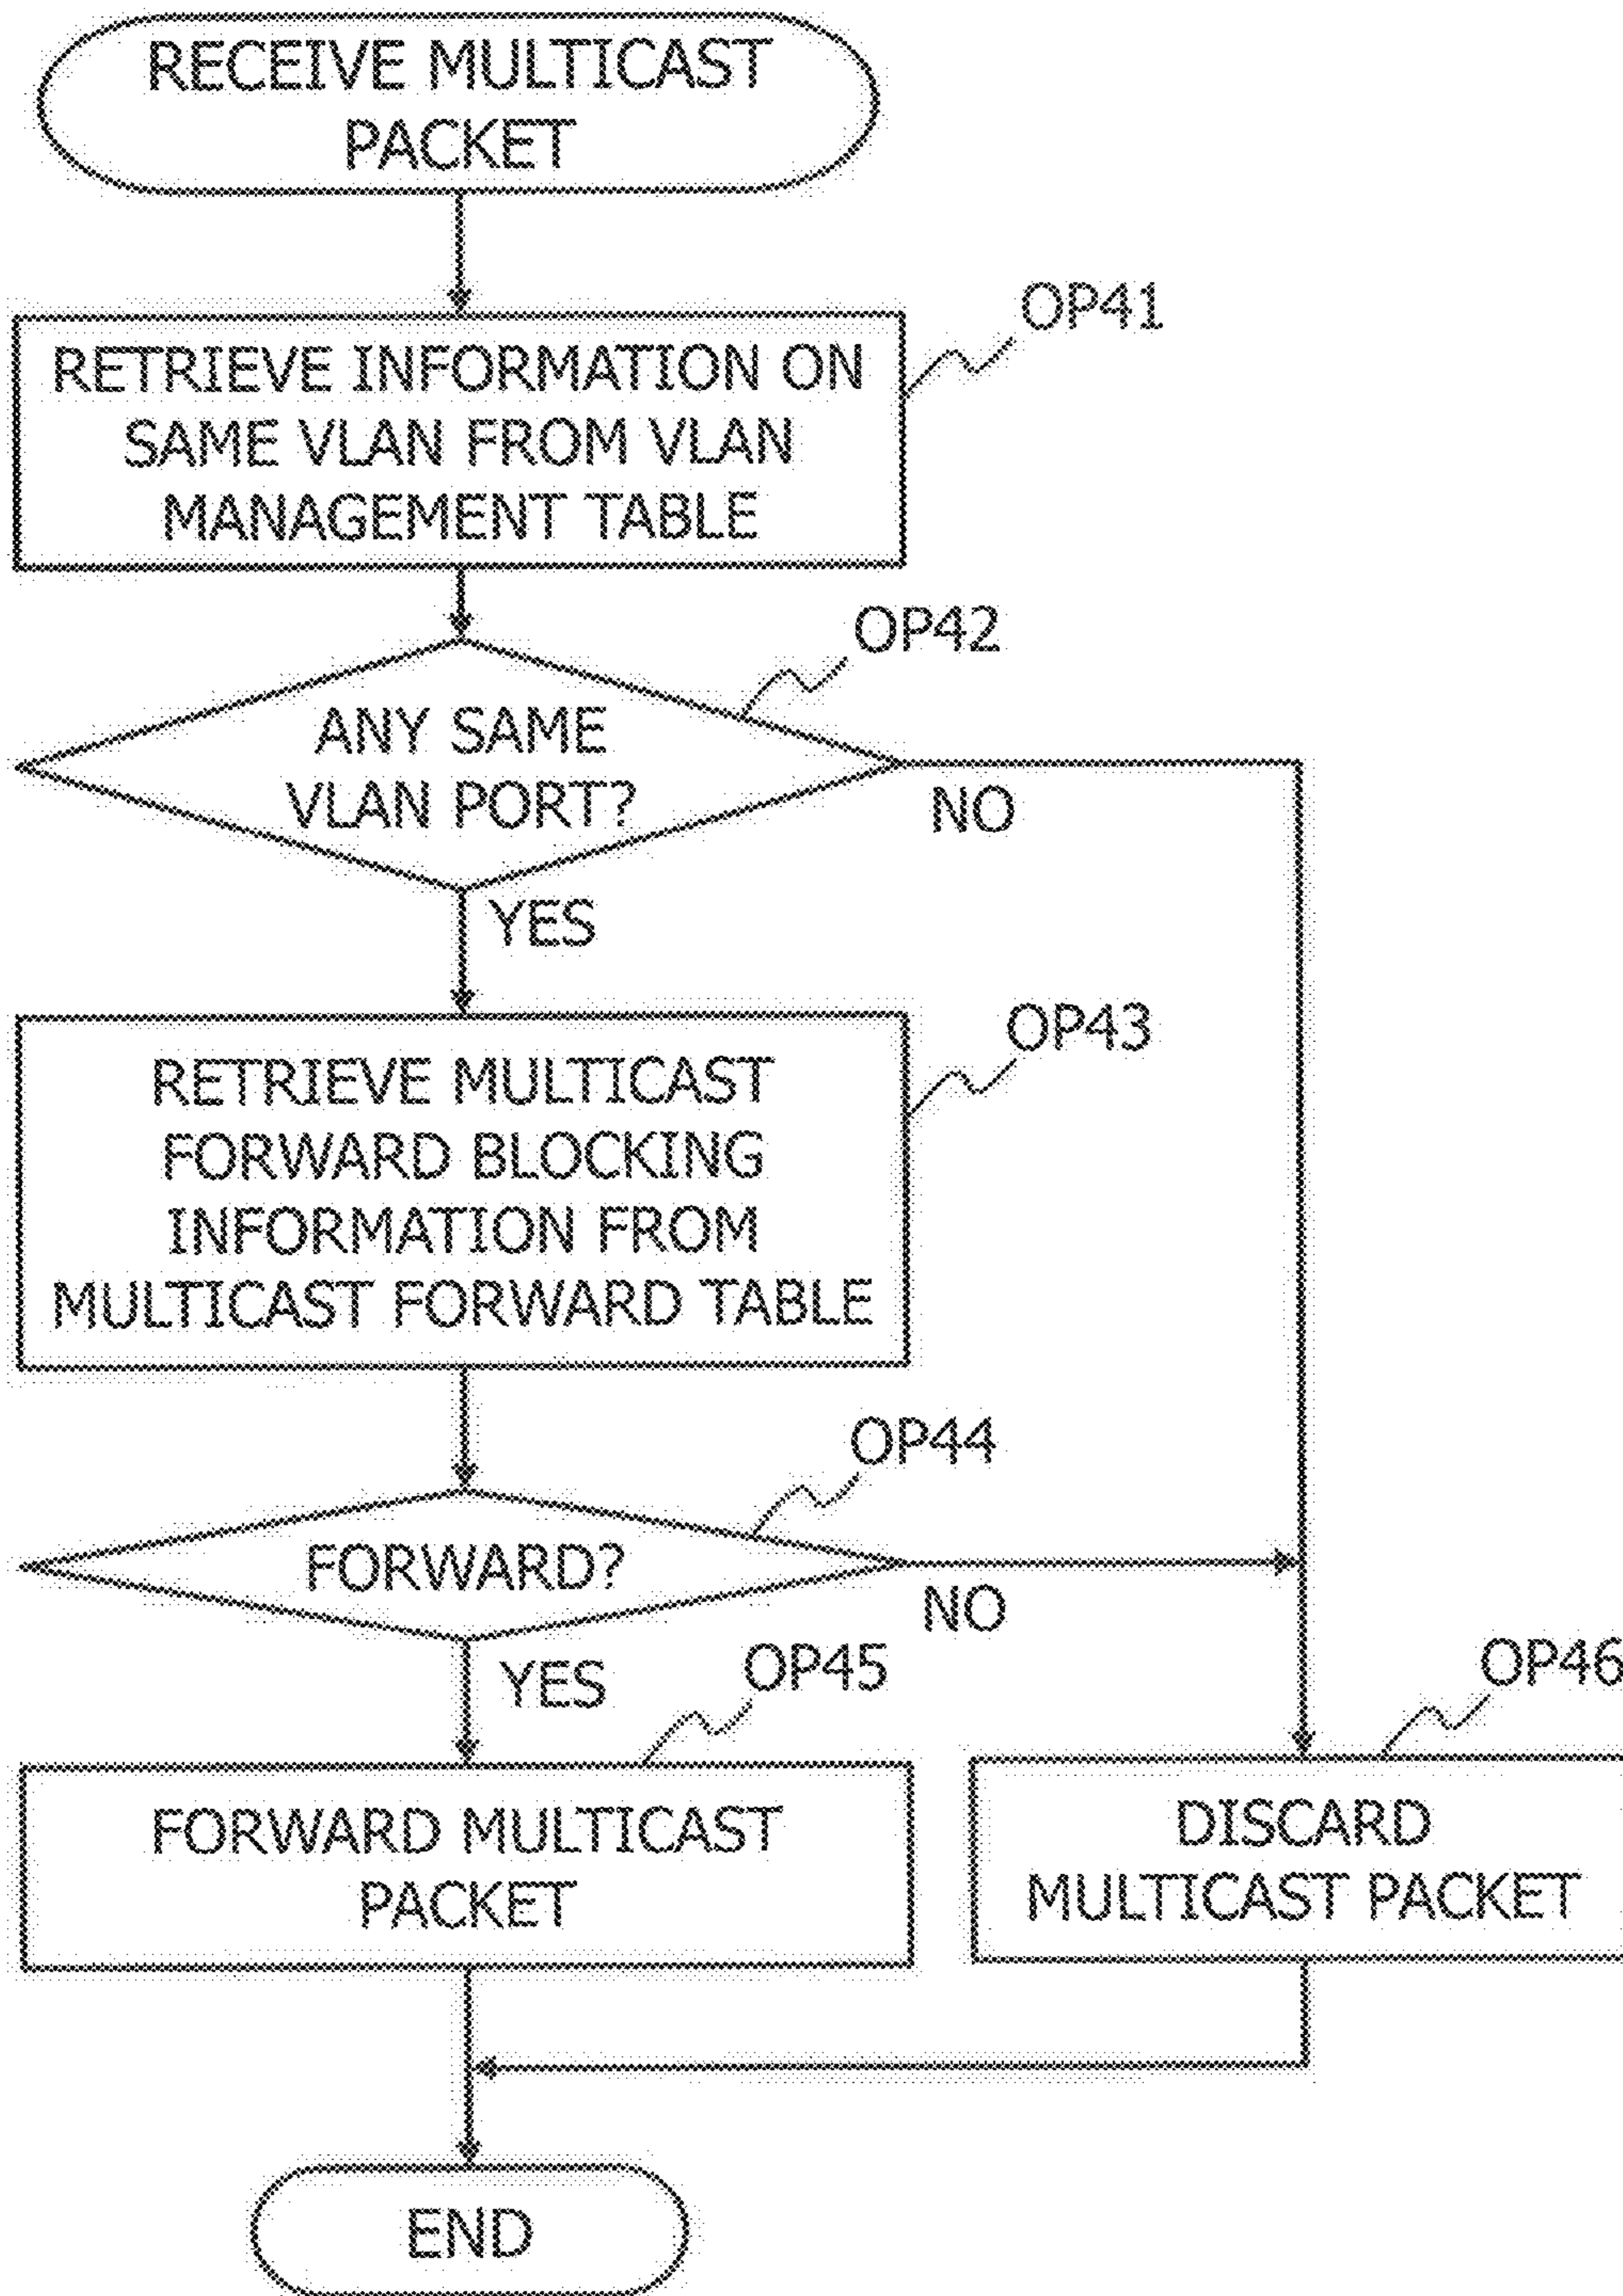 RECEIVE MULTICAST
PACKET
OP41
RETRIEVE INFORMATION ON
SAME VLAN FROM VLAN
MANAGEMENT TABLE
OP42
ANY SAME
VLAN PORT?
NO
YES
OP43
RETRIEVE MULTICAST
FORWARD BLOCKING
INFORMATION FROM
MULTICAST FORWARD TABLE
OP44
FORWARD?
NO
YES
OP45
OP46
FORWARD MULTICAST
PACKET
DISCARD
MULTICAST PACKET
END